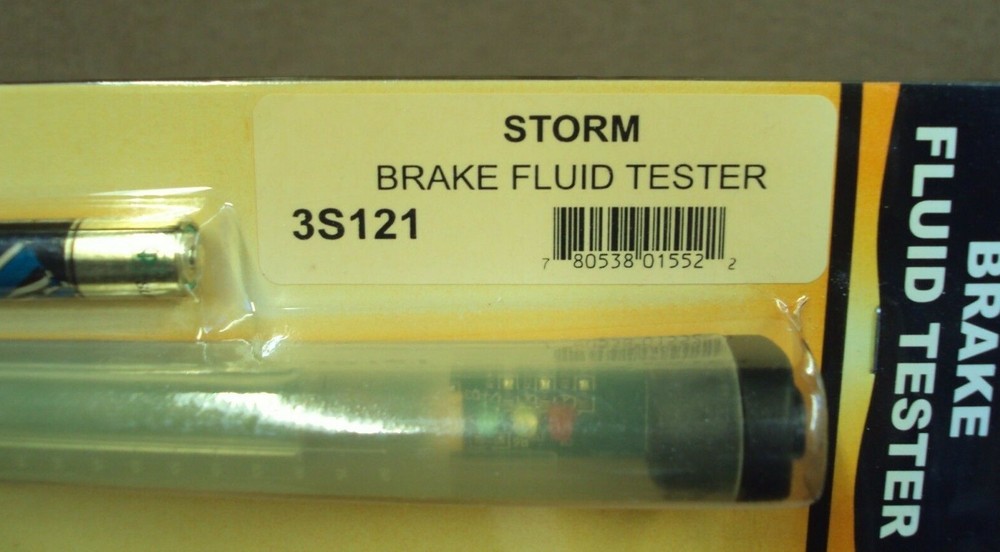 STORM
BRAKE FLUID TESTER
3S121
7 80538 01552 2
BRAKE
FLUID TESTER